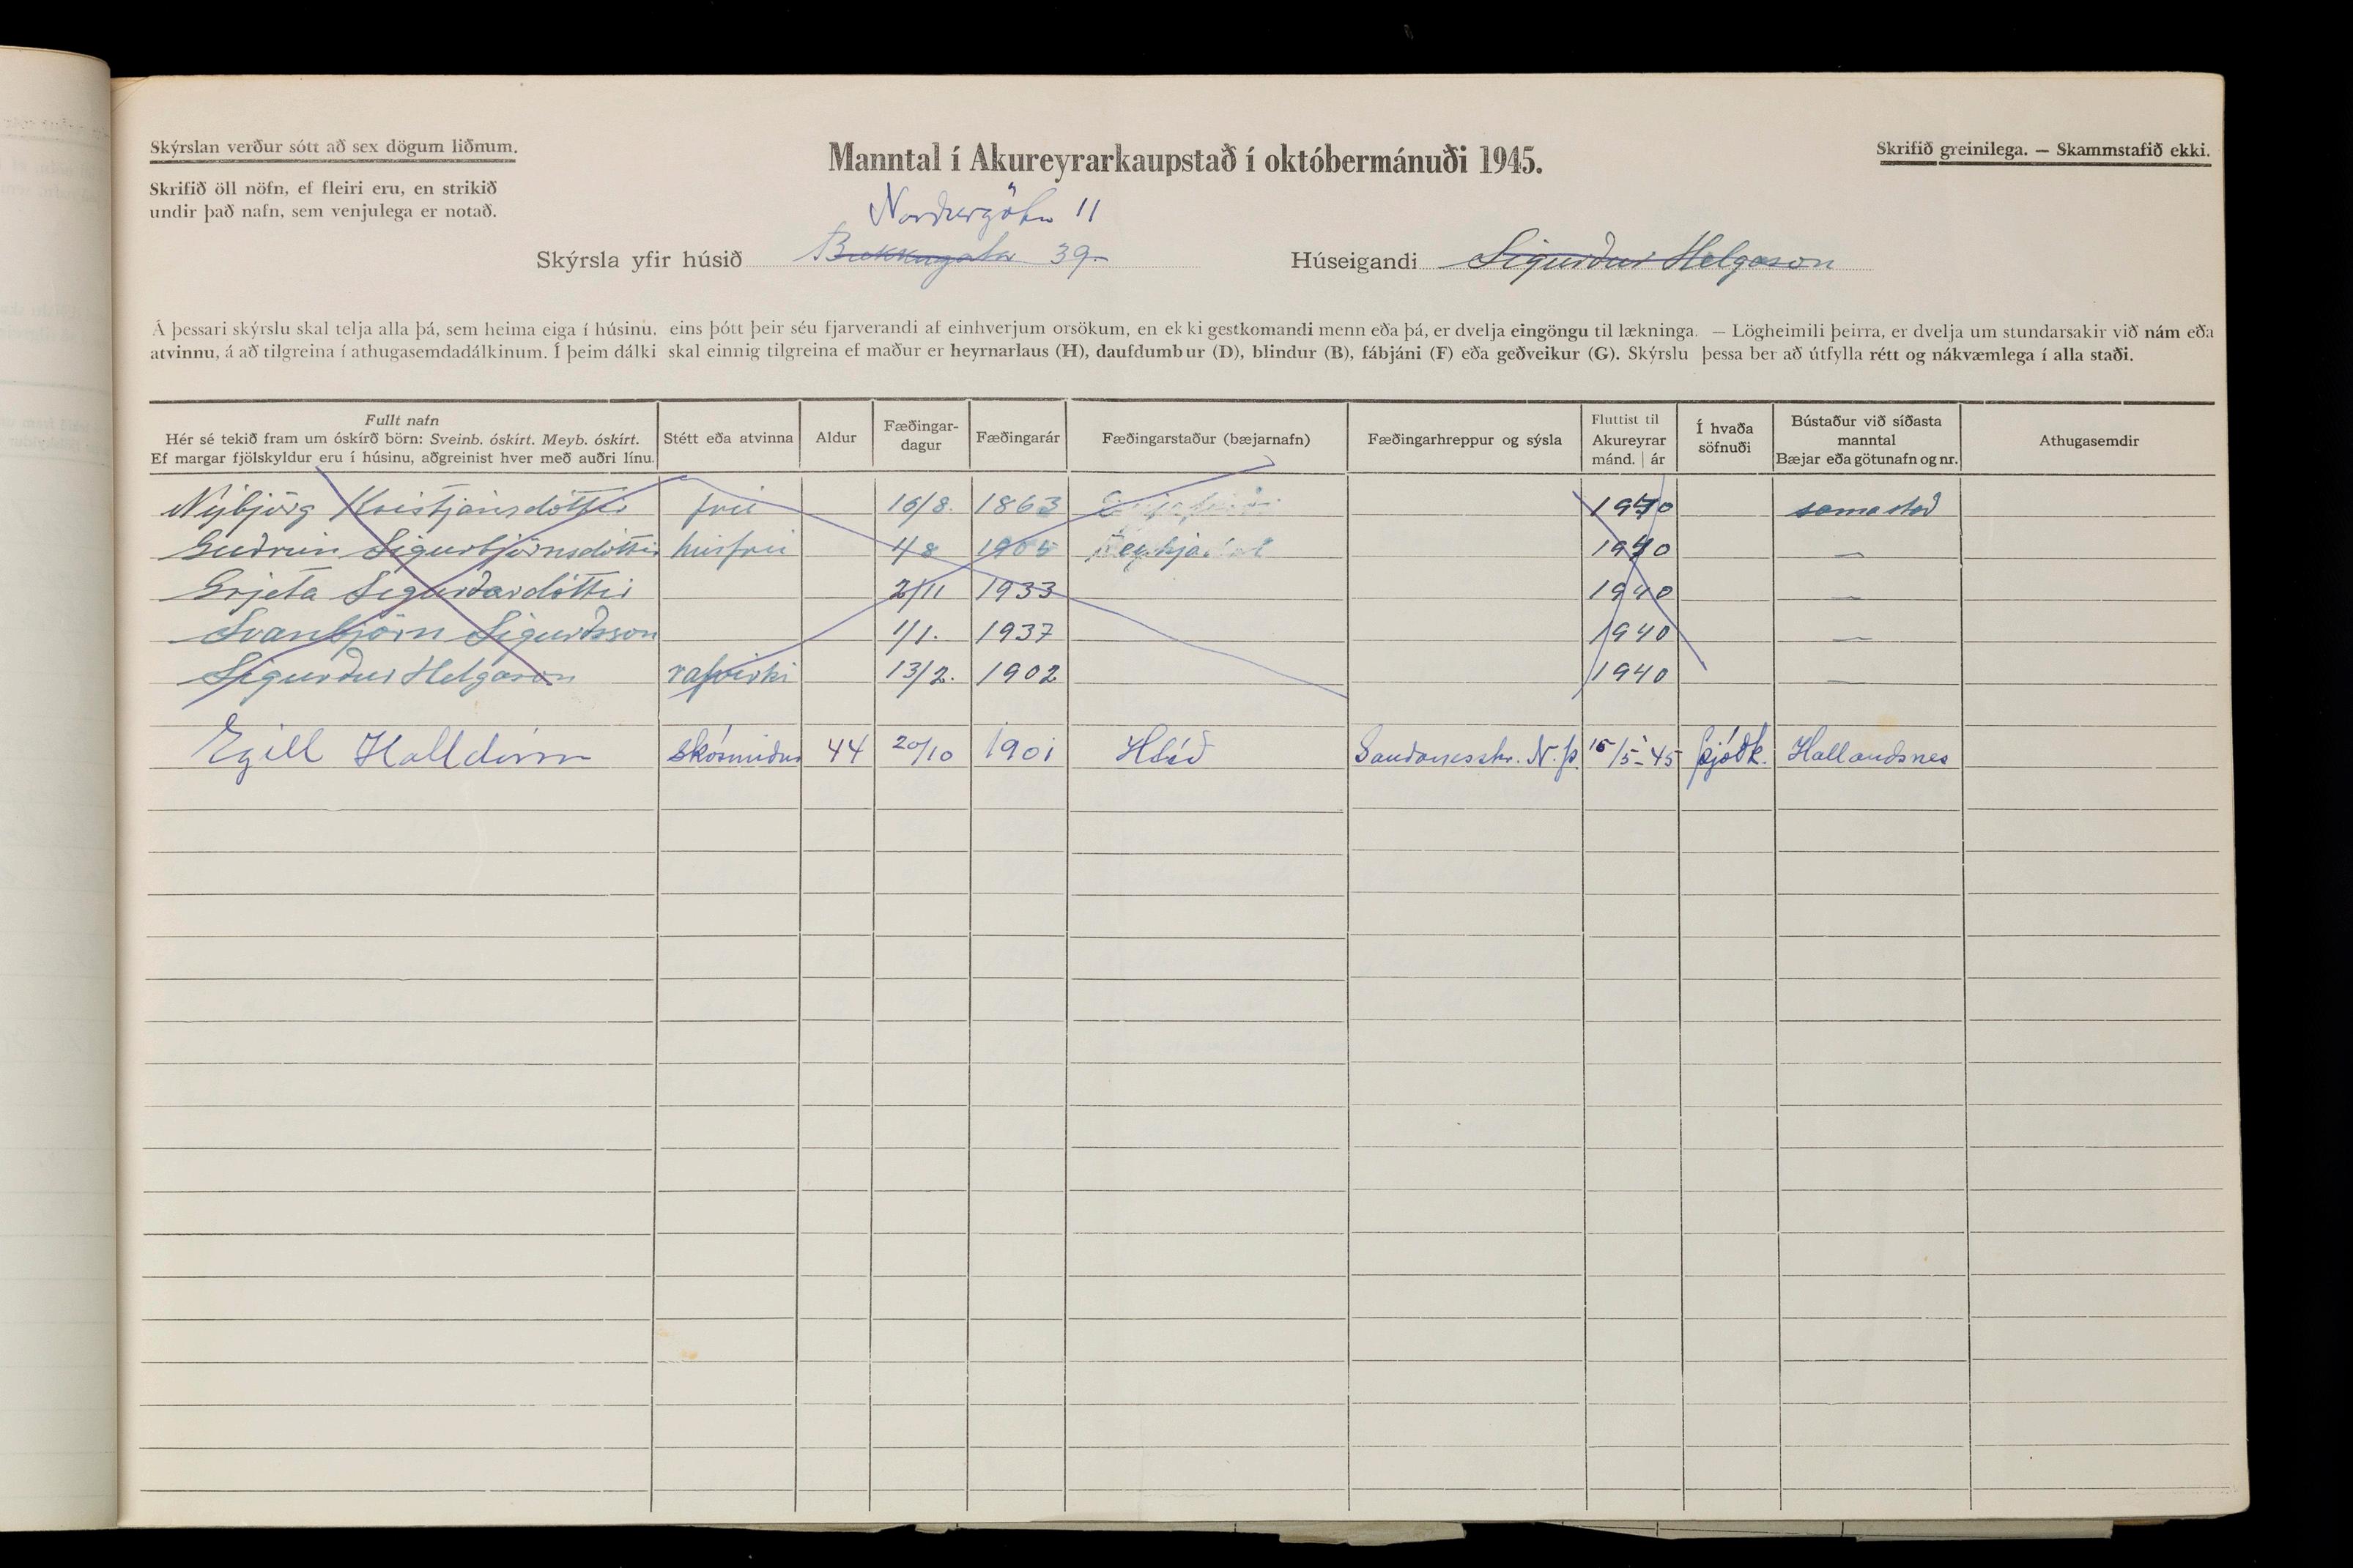 Skýrslan verður sótt að sex dögum liðnum.
Skrifið öll nöfn, ef fleiri eru, en strikið
undir það nafn, sem venjulega er notað.
Manntal í Akureyrarkaupstað í októbermánuði 1945.
Skrifið greinilega. — Skammstafið ekki.
Norðurgötu 11
Skýrsla yfir húsið Brekkugata 39. Húseigandi Sigurður Helgason
Á þessari skýrslu skal telja alla þá, sem heima eiga í húsinu, eins þótt þeir séu fjarverandi af einhverjum orsökum, en ekki gestkomandi menn eða þá, er dvelja eingöngu til lækninga. — Lögheimili þeirra, er dvelja um stundarsakir við nám eða
atvinnu, á að tilgreina í athugasemdadálkinum. Í þeim dálki skal einnig tilgreina ef maður er heyrnarlaus (H), daufdumbur (D), blindur (B), fábjáni (F) eða geðveikur (G). Skýrslu þessa ber að útfylla rétt og nákvæmlega í alla staði.
Fullt nafn
Hér sé tekið fram um óskírð börn: Sveinb. óskírt. Meyb. óskírt.
Ef margar fjölskyldur eru í húsinu, aðgreinist hver með auðri línu.
Stétt eða atvinna
Aldur
Fæðingar-
dagur
Fæðingarár
Fæðingarstaður (bæjarnafn)
Fæðingarhreppur og sýsla
Fluttist til
Akureyrar
mánd. | ár
Í hvaða
söfnuði
Bústaður við síðasta
manntal
Bæjar eða götunafn og nr.
Athugasemdir
Nýbjörg Kristjánsdóttir frú 16/8. 1863 1940 sama stað
Guðrún Sigurbjörnsdóttir húsfrú 4/8 1905 1940 —
Grjeta Sigurðardóttir 2/11 1933 1940 —
Svanbjörn Sigurðsson 1/1. 1937 1940 —
Sigurður Helgason rafvirki 13/2. 1902 1940 —
Egill Halldórsson skósmiður 44 20/10 1901 Hlíð Sauðanesshr. N. Þ. 15/5-45 þjóðk. Hallandsnes